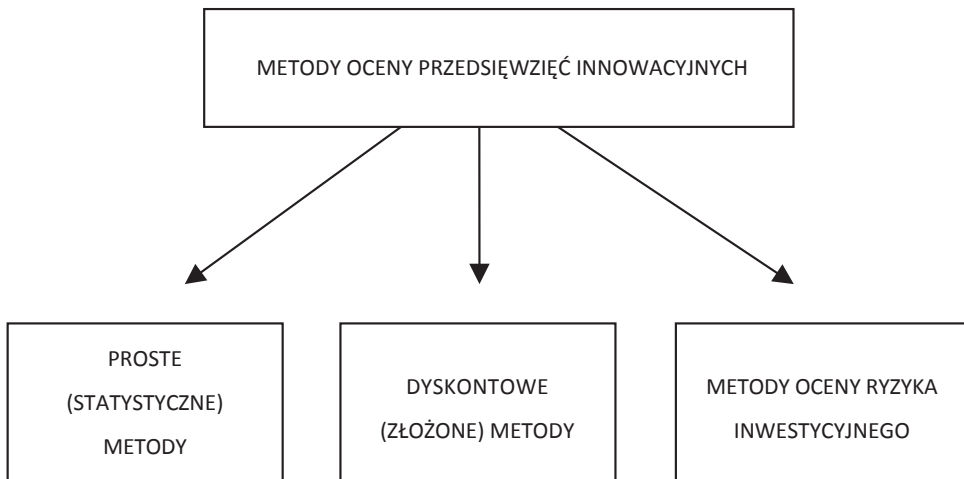 METODY OCENY PRZEDSIĘWZIĘĆ INNOWACYJNYCH
PROSTE
(STATYSTYCZNE)
METODY
DYSKONTOWE
(ZŁOŻONE) METODY
METODY OCENY RYZYKA
INWESTYCYJNEGO